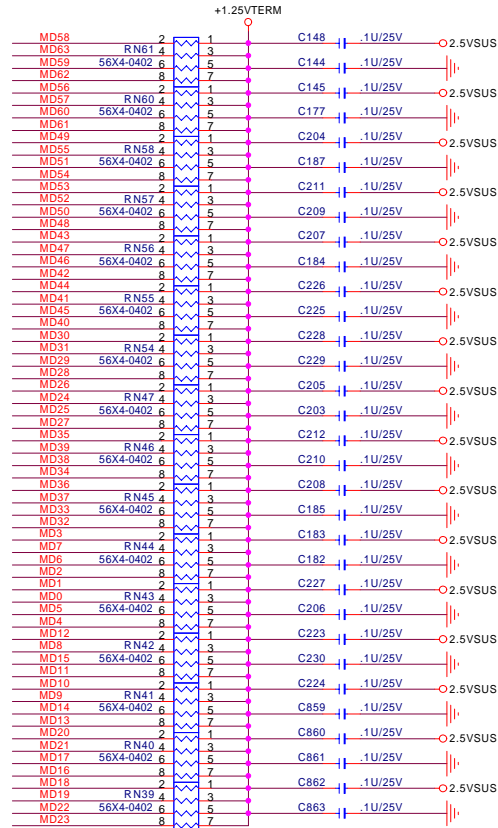 +1.25VTERM
MD58 2 1 C148 .1U/25V 2.5VSUS
MD63 RN61 4 3
MD59 56X4-0402 6 5 C144 .1U/25V
MD62 8 7
MD56 2 1 C145 .1U/25V 2.5VSUS
MD57 RN60 4 3
MD60 56X4-0402 6 5 C177 .1U/25V
MD61 8 7
MD49 2 1 C204 .1U/25V 2.5VSUS
MD55 RN58 4 3
MD51 56X4-0402 6 5 C187 .1U/25V
MD54 8 7
MD53 2 1 C211 .1U/25V 2.5VSUS
MD52 RN57 4 3
MD50 56X4-0402 6 5 C209 .1U/25V
MD48 8 7
MD43 2 1 C207 .1U/25V 2.5VSUS
MD47 RN56 4 3
MD46 56X4-0402 6 5 C184 .1U/25V
MD42 8 7
MD44 2 1 C226 .1U/25V 2.5VSUS
MD41 RN55 4 3
MD45 56X4-0402 6 5 C225 .1U/25V
MD40 8 7
MD30 2 1 C228 .1U/25V 2.5VSUS
MD31 RN54 4 3
MD29 56X4-0402 6 5 C229 .1U/25V
MD28 8 7
MD26 2 1 C205 .1U/25V 2.5VSUS
MD24 RN47 4 3
MD25 56X4-0402 6 5 C203 .1U/25V
MD27 8 7
MD35 2 1 C212 .1U/25V 2.5VSUS
MD39 RN46 4 3
MD38 56X4-0402 6 5 C210 .1U/25V
MD34 8 7
MD36 2 1 C208 .1U/25V 2.5VSUS
MD37 RN45 4 3
MD33 56X4-0402 6 5 C185 .1U/25V
MD32 8 7
MD3 2 1 C183 .1U/25V 2.5VSUS
MD7 RN44 4 3
MD6 56X4-0402 6 5 C182 .1U/25V
MD2 8 7
MD1 2 1 C227 .1U/25V 2.5VSUS
MD0 RN43 4 3
MD5 56X4-0402 6 5 C206 .1U/25V
MD4 8 7
MD12 2 1 C223 .1U/25V 2.5VSUS
MD8 RN42 4 3
MD15 56X4-0402 6 5 C230 .1U/25V
MD11 8 7
MD10 2 1 C224 .1U/25V 2.5VSUS
MD9 RN41 4 3
MD14 56X4-0402 6 5 C859 .1U/25V
MD13 8 7
MD20 2 1 C860 .1U/25V 2.5VSUS
MD21 RN40 4 3
MD17 56X4-0402 6 5 C861 .1U/25V
MD16 8 7
MD18 2 1 C862 .1U/25V 2.5VSUS
MD19 RN39 4 3
MD22 56X4-0402 6 5 C863 .1U/25V
MD23 8 7